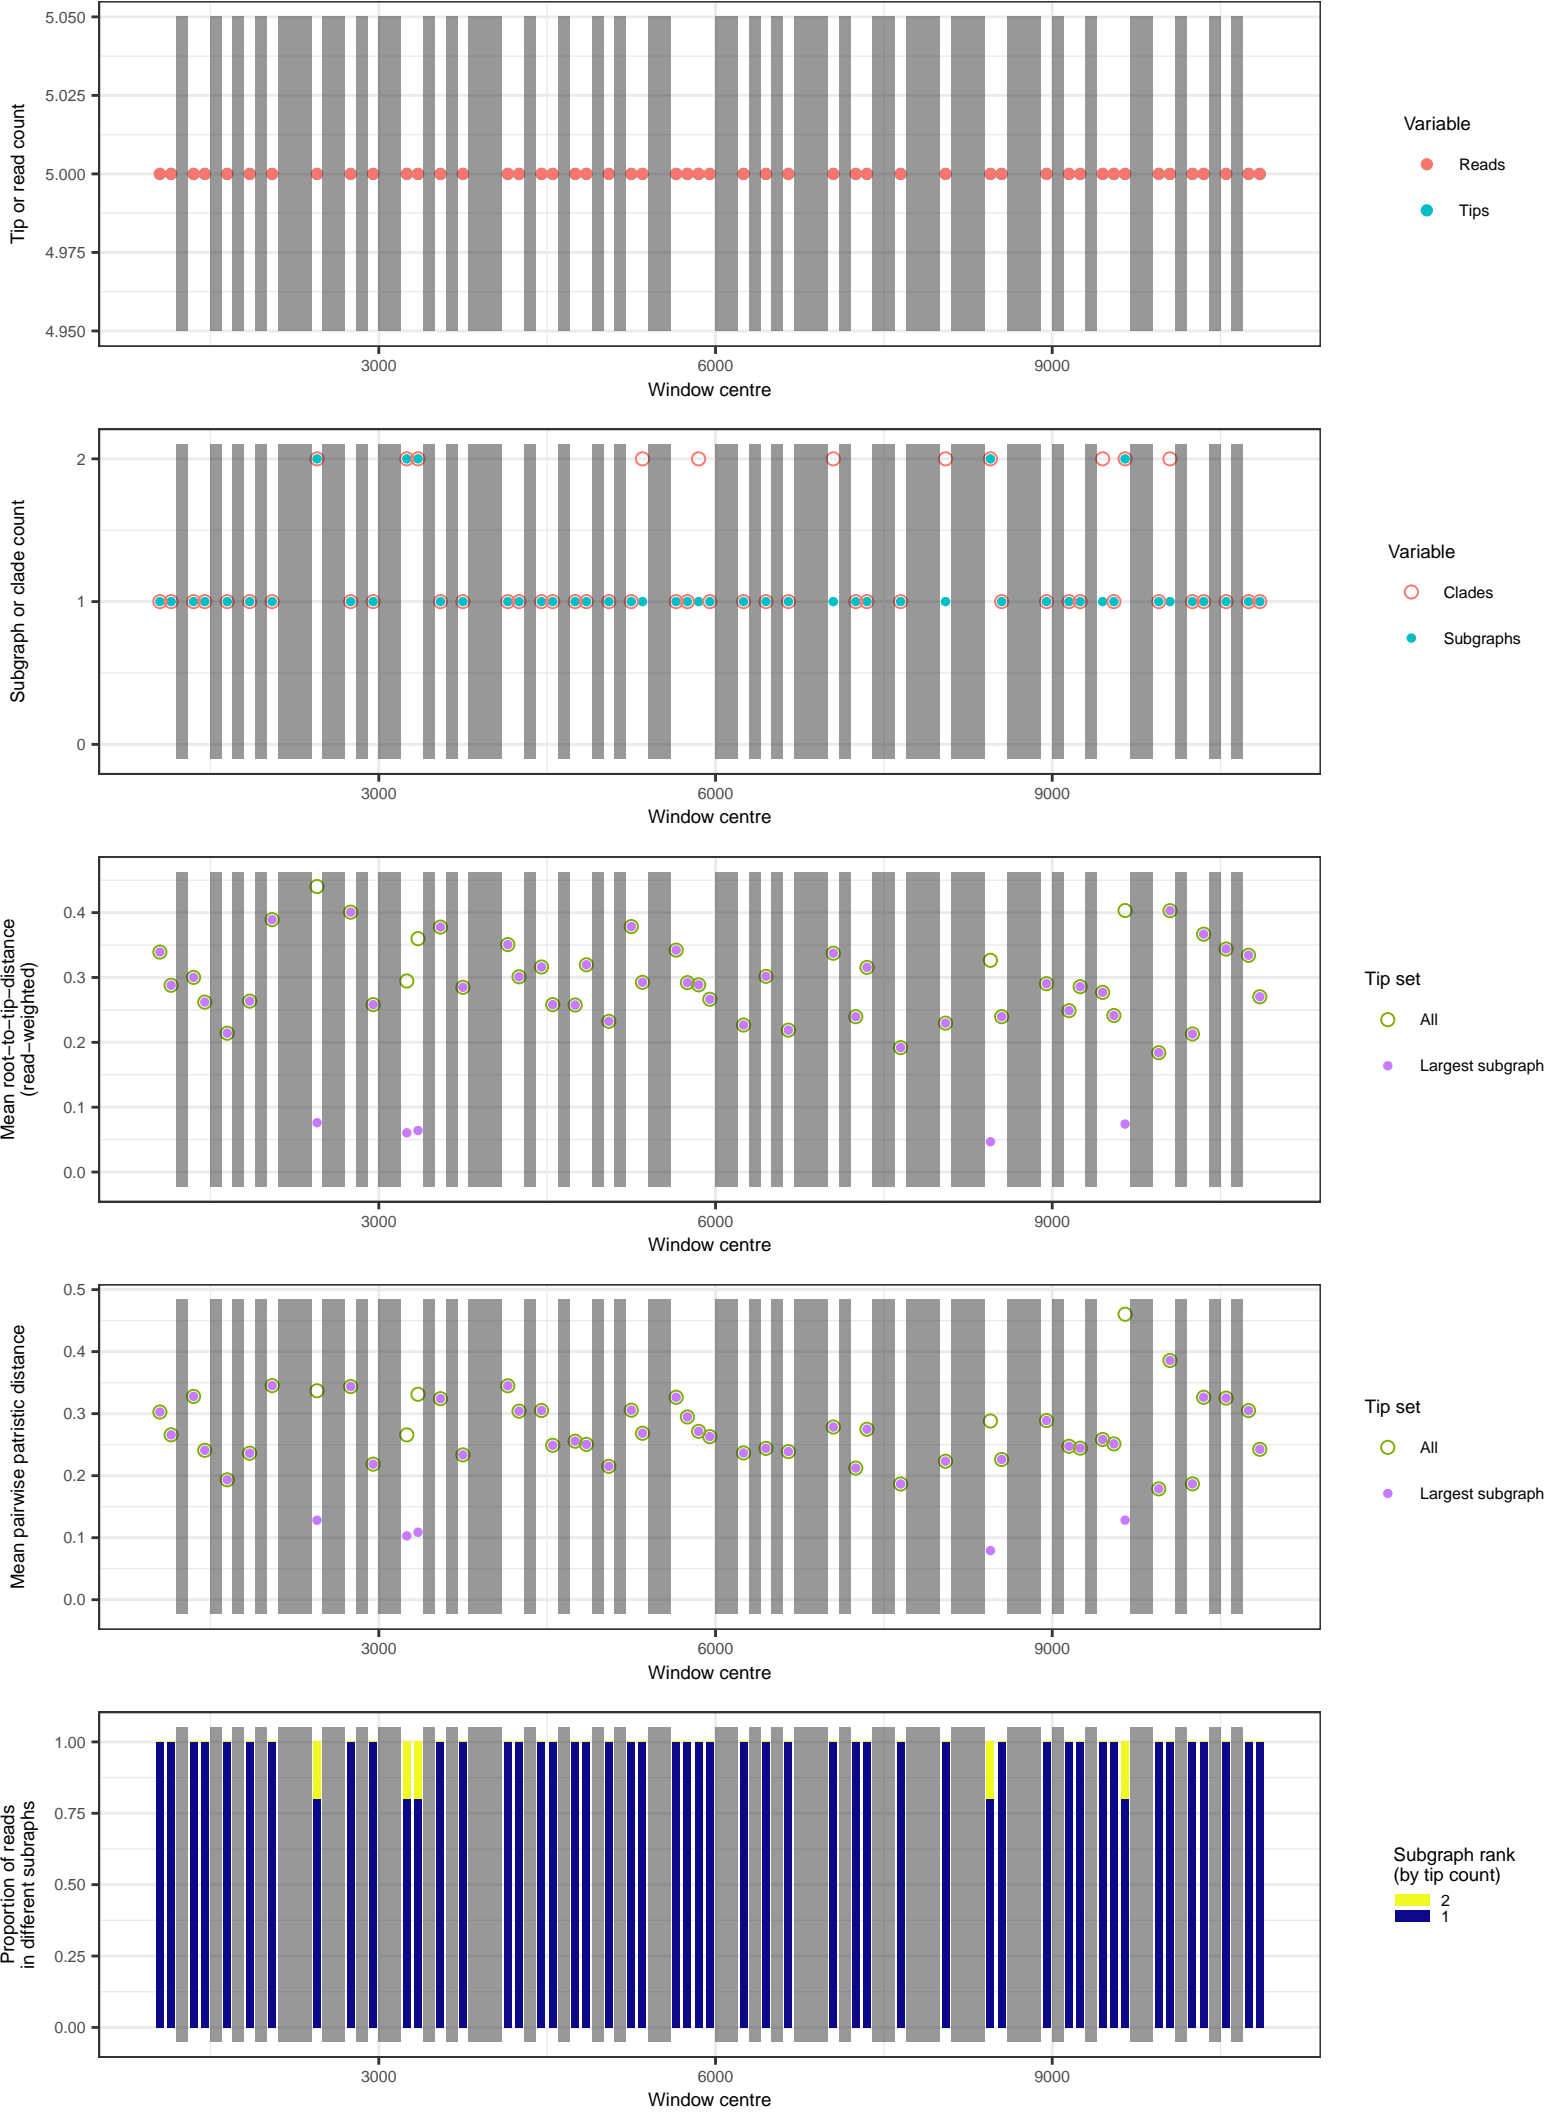 5.050
5.025
5.000
4.975
4.950
Tip or read count
3000 6000 9000
Window centre
Variable
Reads
Tips
2
1
0
Subgraph or clade count
3000 6000 9000
Window centre
Variable
Clades
Subgraphs
0.4
0.3
0.2
0.1
0.0
Mean root−to−tip−distance
(read−weighted)
3000 6000 9000
Window centre
Tip set
All
Largest subgraph
0.5
0.4
0.3
0.2
0.1
0.0
Mean pairwise patristic distance
3000 6000 9000
Window centre
Tip set
All
Largest subgraph
1.00
0.75
0.50
0.25
0.00
Proportion of reads
in different subraphs
3000 6000 9000
Window centre
Subgraph rank
(by tip count)
2
1